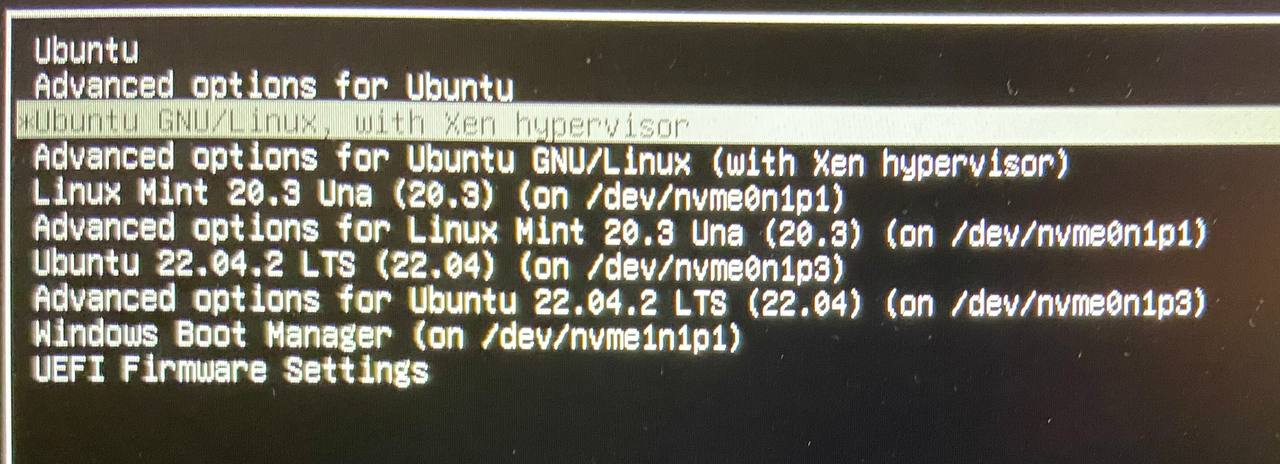 Ubuntu
Advanced options for Ubuntu
*Ubuntu GNU/Linux, with Xen hypervisor
Advanced options for Ubuntu GNU/Linux (with Xen hypervisor)
Linux Mint 20.3 Una (20.3) (on /dev/nvme0n1p1)
Advanced options for Linux Mint 20.3 Una (20.3) (on /dev/nvme0n1p1)
Ubuntu 22.04.2 LTS (22.04) (on /dev/nvme0n1p3)
Advanced options for Ubuntu 22.04.2 LTS (22.04) (on /dev/nvme0n1p3)
Windows Boot Manager (on /dev/nvme1n1p1)
UEFI Firmware Settings